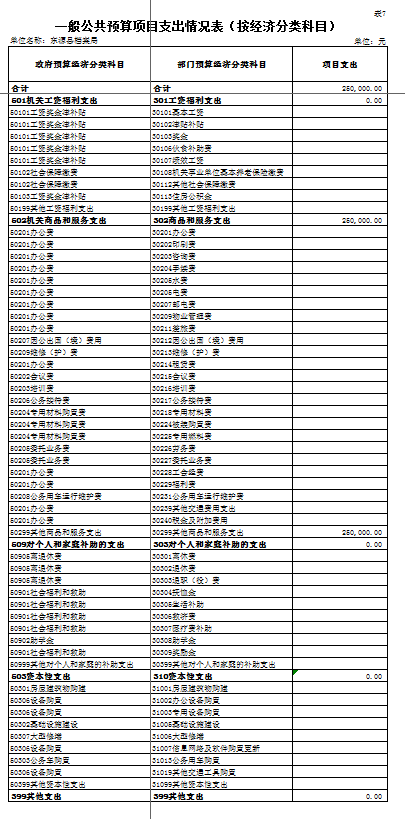 表7
一般公共预算项目支出情况表（按经济分类科目）
单位名称：东源县档案局 单位：元
政府预算经济分类科目 部门预算经济分类科目 项目支出
合计 合计 250,000.00
501机关工资福利支出 301工资福利支出 0.00
50101工资奖金津补贴 30101基本工资
50101工资奖金津补贴 30102津贴补贴
50101工资奖金津补贴 30103奖金
50101工资奖金津补贴 30106伙食补助费
50101工资奖金津补贴 30107绩效工资
50102社会保障缴费 30108机关事业单位基本养老保险缴费
50102社会保障缴费 30112其他社会保障缴费
50103工资奖金津补贴 30113住房公积金
50199其他工资福利支出 30199其他工资福利支出
502机关商品和服务支出 302商品和服务支出 250,000.00
50201办公费 30201办公费
50201办公费 30202印刷费
50201办公费 30203咨询费
50201办公费 30204手续费
50201办公费 30205水费
50201办公费 30206电费
50201办公费 30207邮电费
50201办公费 30209物业管理费
50201办公费 30211差旅费
50207因公出国（境）费用 30212因公出国（境）费用
50209维修（护）费 30213维修（护）费
50201办公费 30214租赁费
50202会议费 30215会议费
50203培训费 30216培训费
50206公务接待费 30217公务接待费
50204专用材料购置费 30218专用材料费
50204专用材料购置费 30224被装购置费
50204专用材料购置费 30225专用燃料费
50205委托业务费 30226劳务费
50205委托业务费 30227委托业务费
50201办公费 30228工会经费
50201办公费 30229福利费
50208公务用车运行维护费 30231公务用车运行维护费
50201办公费 30239其他交通费用支出
50201办公费 30240税金及附加费用
50299其他商品和服务支出 30299其他商品和服务支出 250,000.00
509对个人和家庭补助的支出 303对个人和家庭补助的支出 0.00
50905离退休费 30301离休费
50905离退休费 30302退休费
50905离退休费 30303退职（役）费
50901社会福利和救助 30304抚恤金
50901社会福利和救助 30305生活补助
50901社会福利和救助 30306救济费
50901社会福利和救助 30307医疗费补助
50902助学金 30308助学金
50901社会福利和救助 30309奖励金
50999其他对个人和家庭的补助支出 30399其他对个人和家庭的补助支出
503资本性支出 310资本性支出 0.00
50301房屋建筑物购建 31001房屋建筑物购建
50306设备购置 31002办公设备购置
50306设备购置 31003专用设备购置
50302基础设施建设 31005基础设施建设
50307大型修缮 31006大型修缮
50306设备购置 31007信息网络及软件购置更新
50303公务车购置 31013公务用车购置
50306设备购置 31019其他交通工具购置
50399其他资本性支出 31099其他资本性支出
399其他支出 399其他支出 0.00